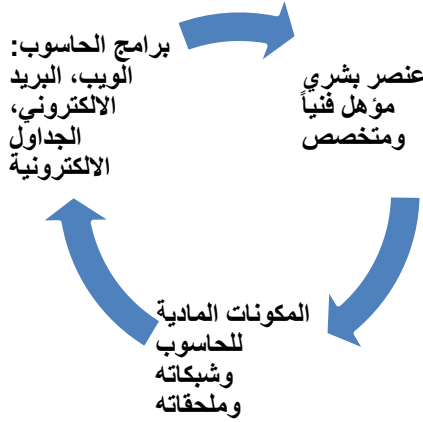 برامج الحاسوب:
الويب، البريد
الالكتروني،
الجداول
الالكترونية
عنصر بشري
مؤهل فنياً
ومتخصص
المكونات المادية
للحاسوب
وشبكاته
وملحقاته